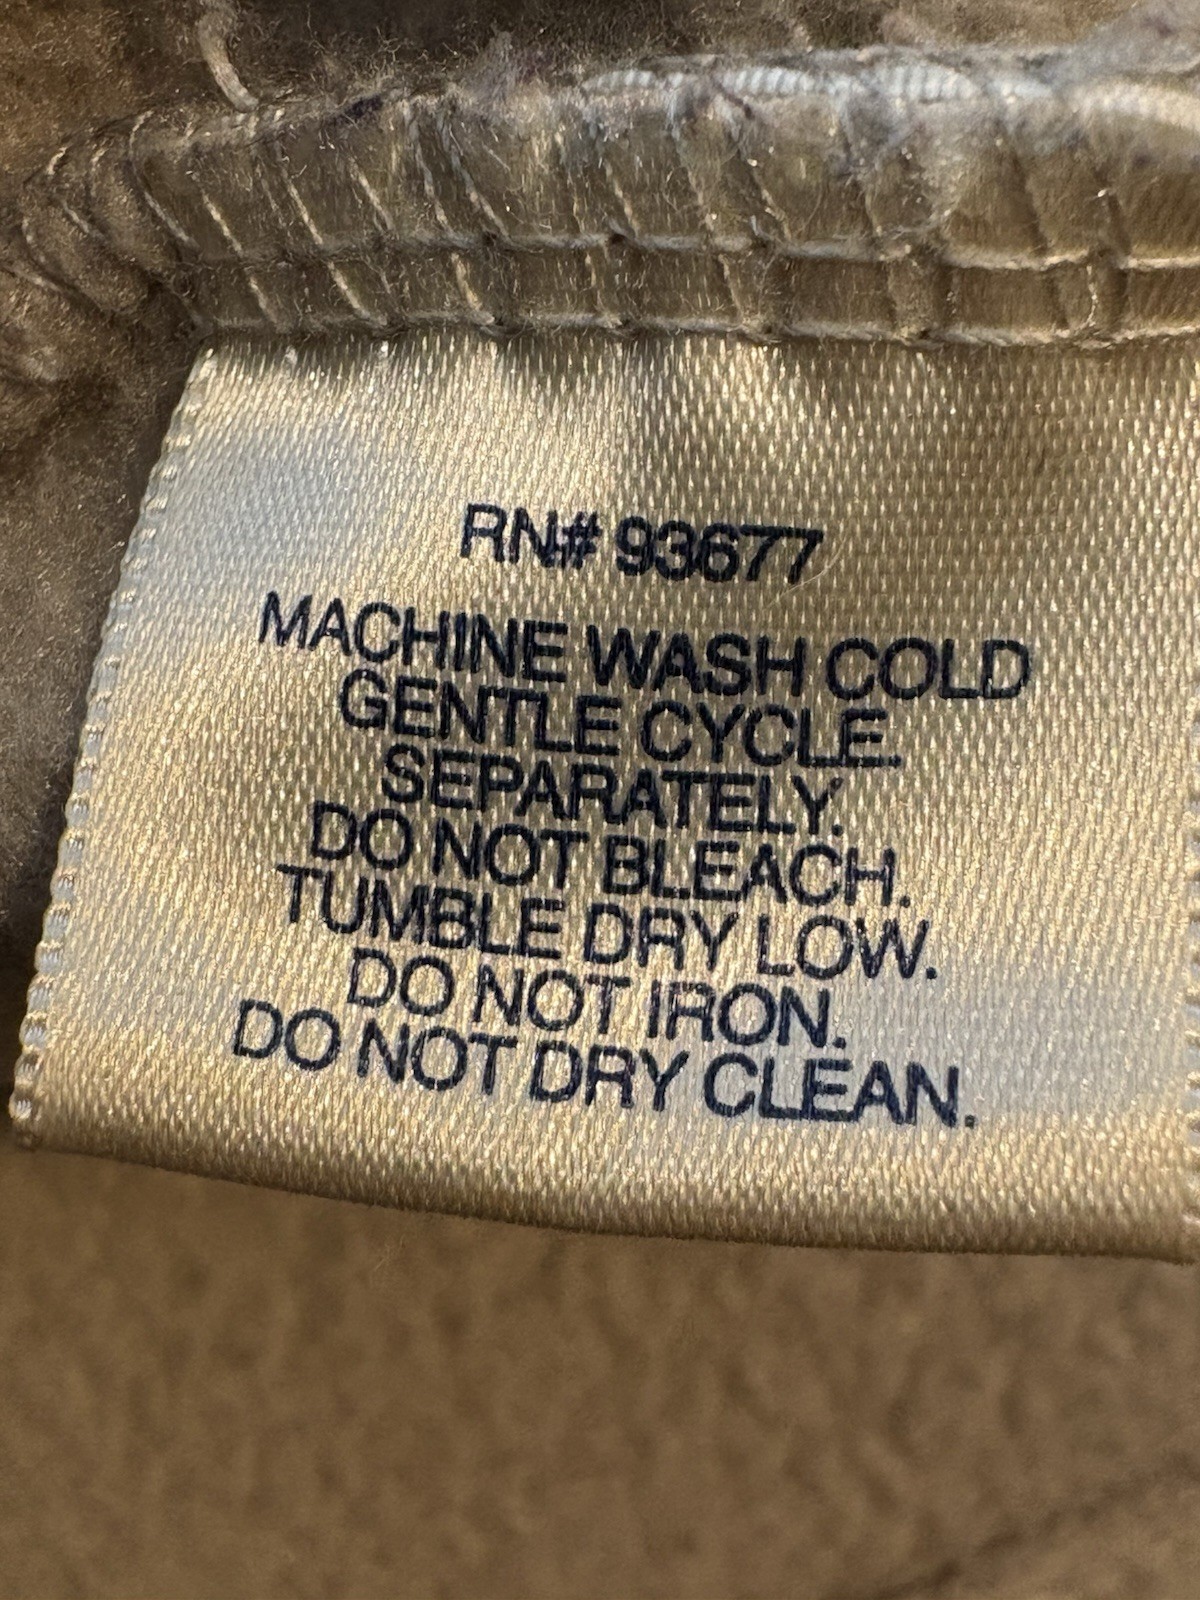 RN# 93677
MACHINE WASH COLD
GENTLE CYCLE.
SEPARATELY.
DO NOT BLEACH.
TUMBLE DRY LOW.
DO NOT IRON.
DO NOT DRY CLEAN.